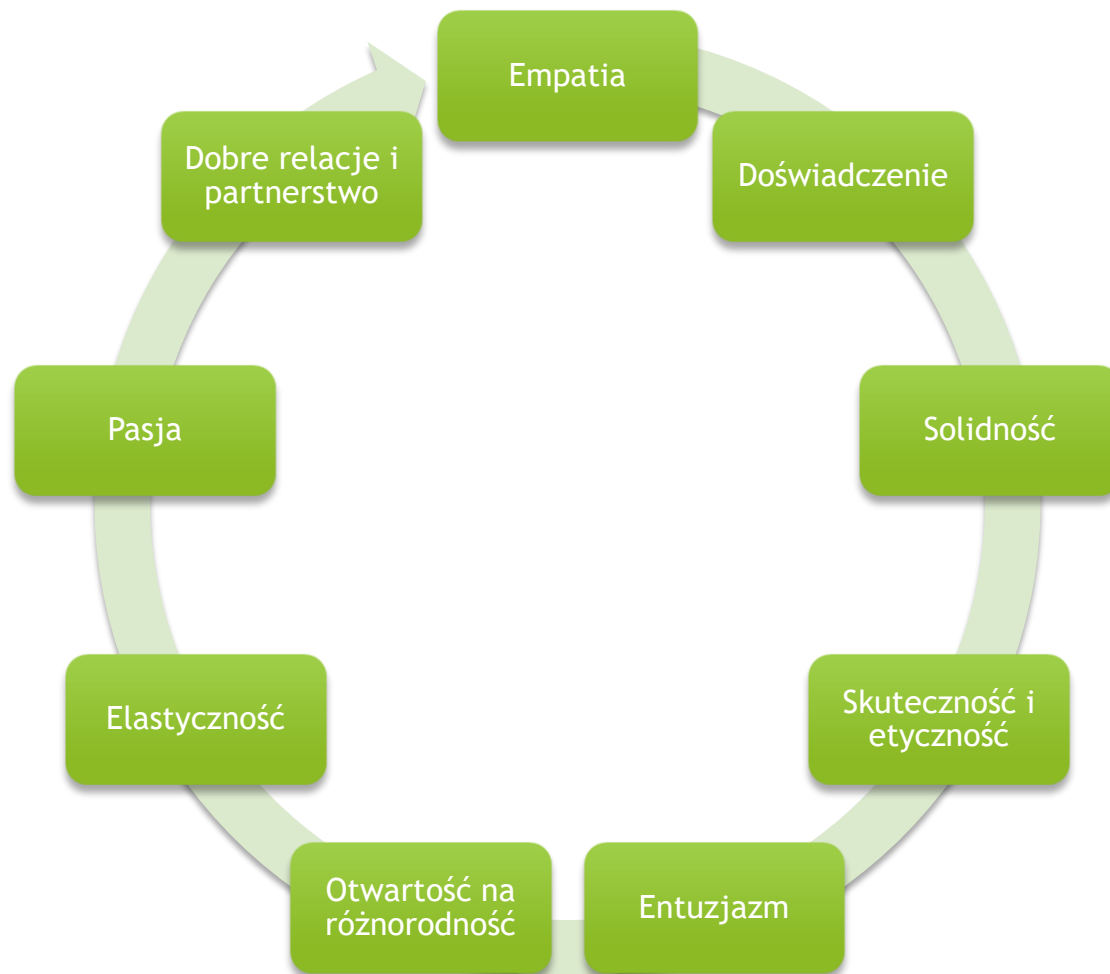 Empatia
Doświadczenie
Solidność
Skuteczność i
etyczność
Entuzjazm
Otwartość na
różnorodność
Elastyczność
Pasja
Dobre relacje i
partnerstwo